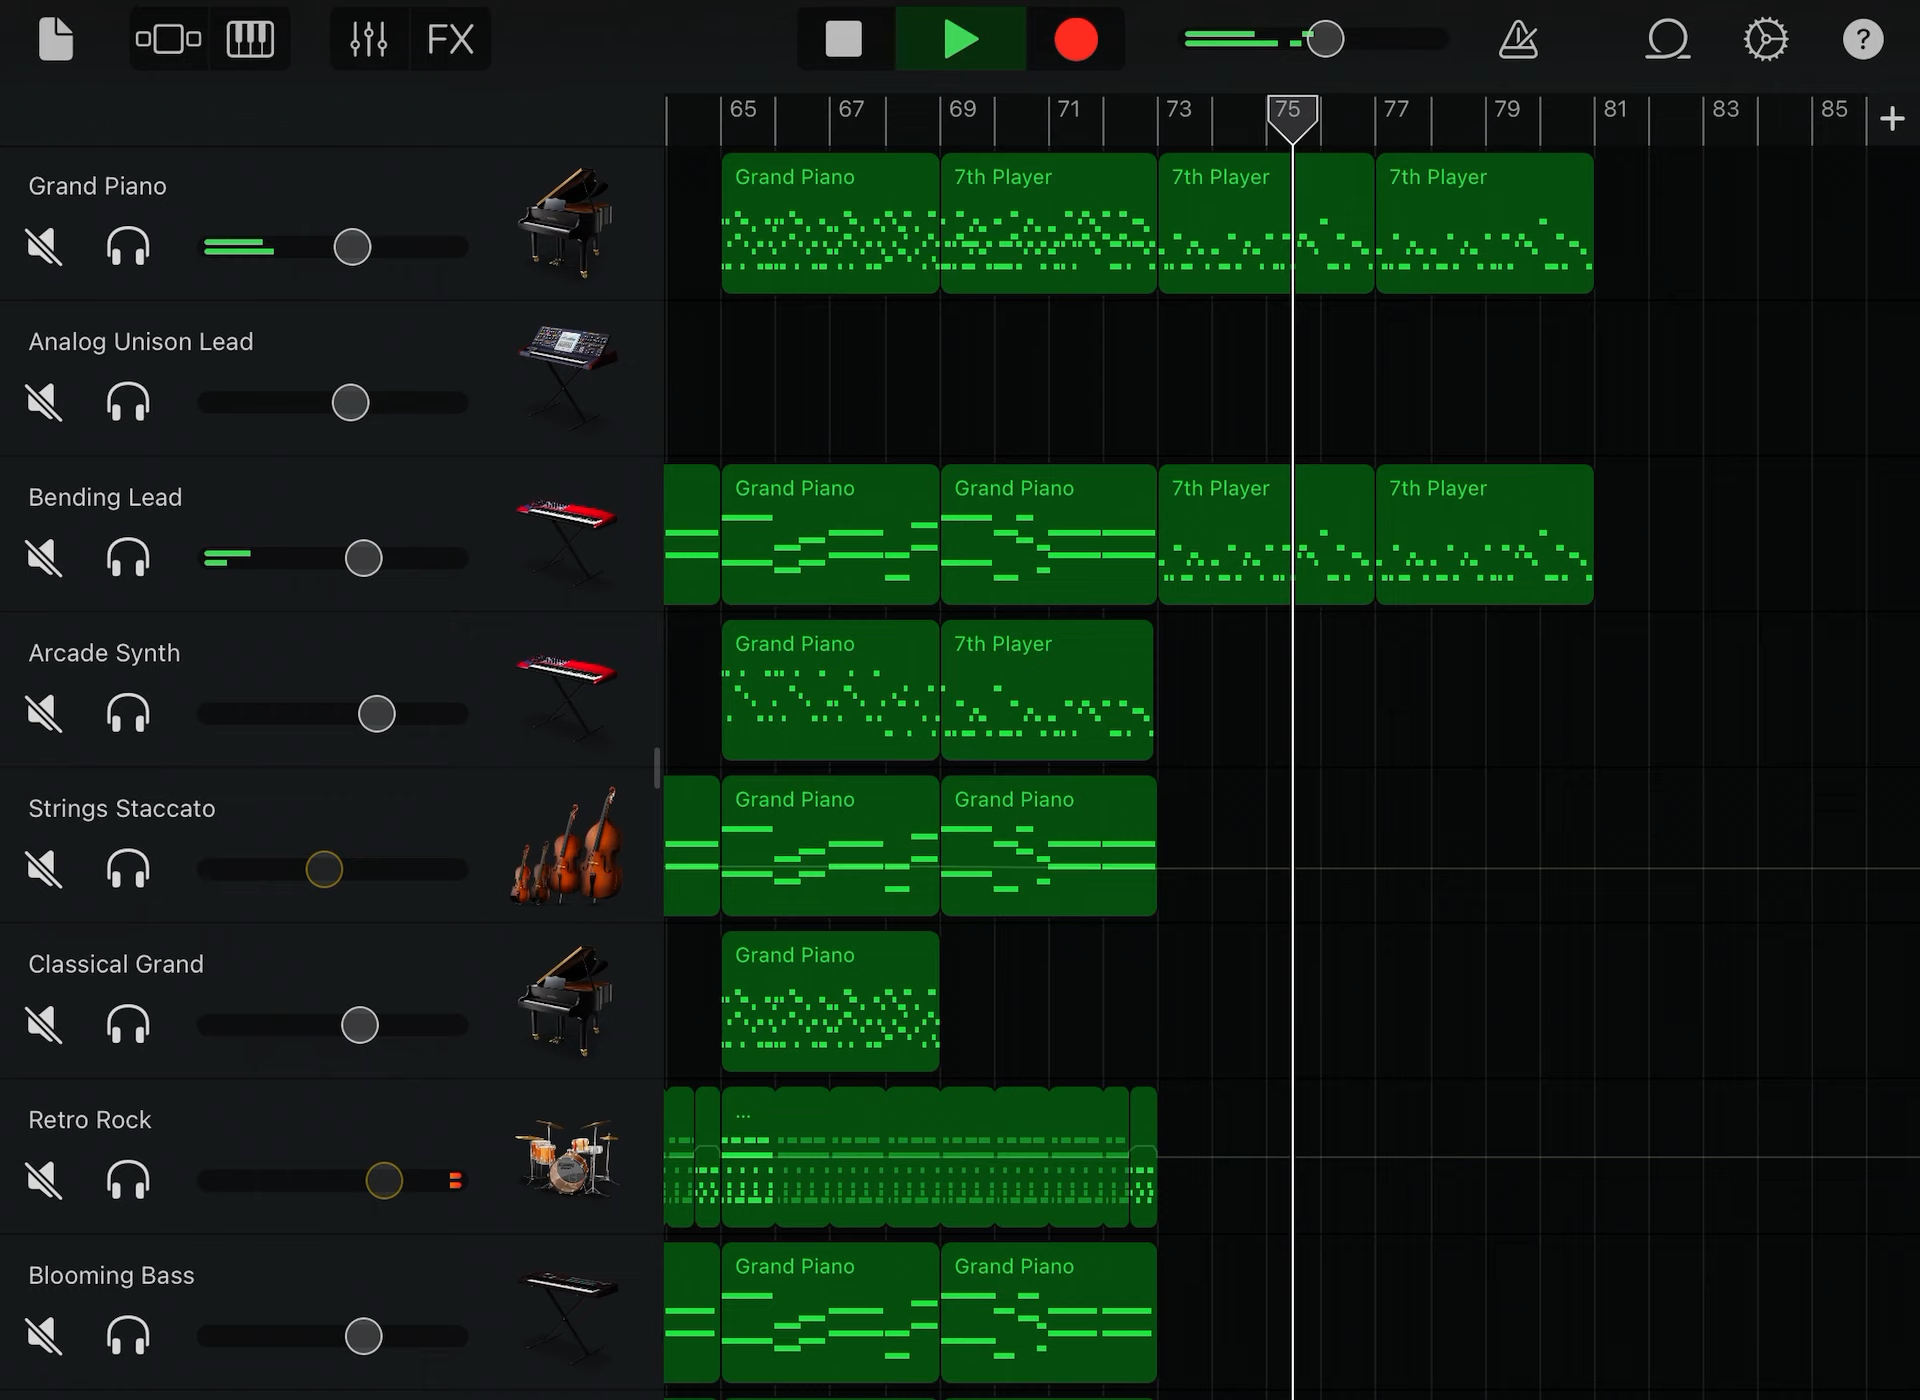 FX
65 67 69 71 73 75 77 79 81 83 85 +
Grand Piano
Grand Piano 7th Player 7th Player 7th Player
Analog Unison Lead
Bending Lead
Grand Piano Grand Piano 7th Player 7th Player
Arcade Synth
Grand Piano 7th Player
Strings Staccato
Grand Piano Grand Piano
Classical Grand
Grand Piano
Retro Rock
...
Blooming Bass
Grand Piano Grand Piano